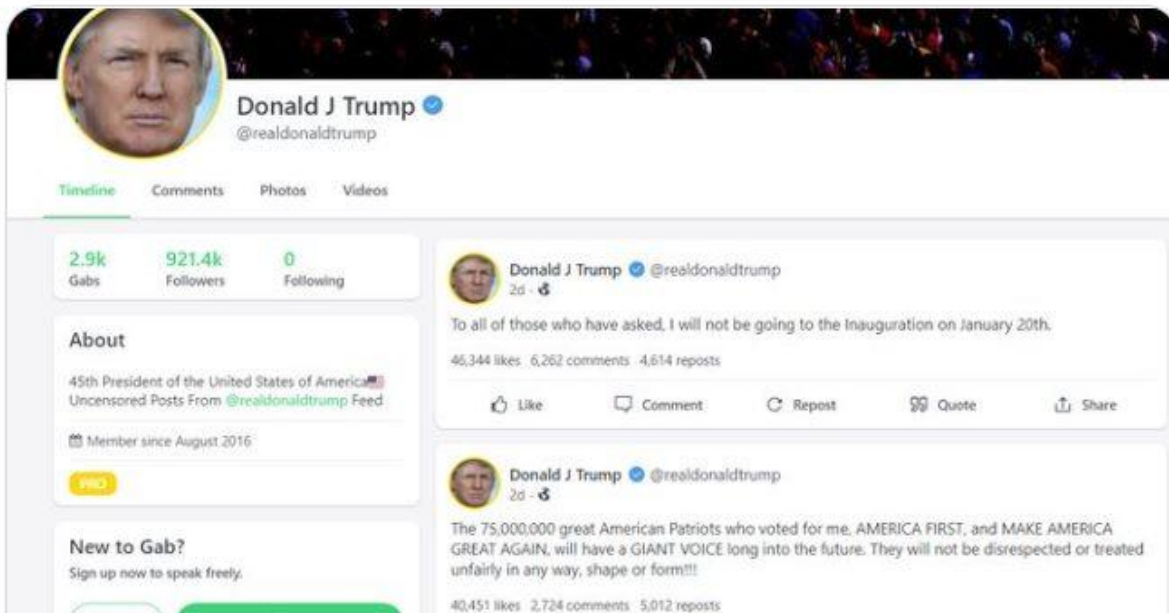 Donald J Trump
@realdonaldtrump
Timeline Comments Photos Videos
2.9k 921.4k 0
Gabs Followers Following
About
45th President of the United States of America
Uncensored Posts From @realdonaldtrump Feed
Member since August 2016
PRO
New to Gab?
Sign up now to speak freely.
Donald J Trump @realdonaldtrump
2d ·
To all of those who have asked, I will not be going to the Inauguration on January 20th.
46,344 likes 6,262 comments 4,614 reposts
Like Comment Repost Quote Share
Donald J Trump @realdonaldtrump
2d ·
The 75,000,000 great American Patriots who voted for me, AMERICA FIRST, and MAKE AMERICA
GREAT AGAIN, will have a GIANT VOICE long into the future. They will not be disrespected or treated
unfairly in any way, shape or form!!!
40,451 likes 2,724 comments 5,012 reposts